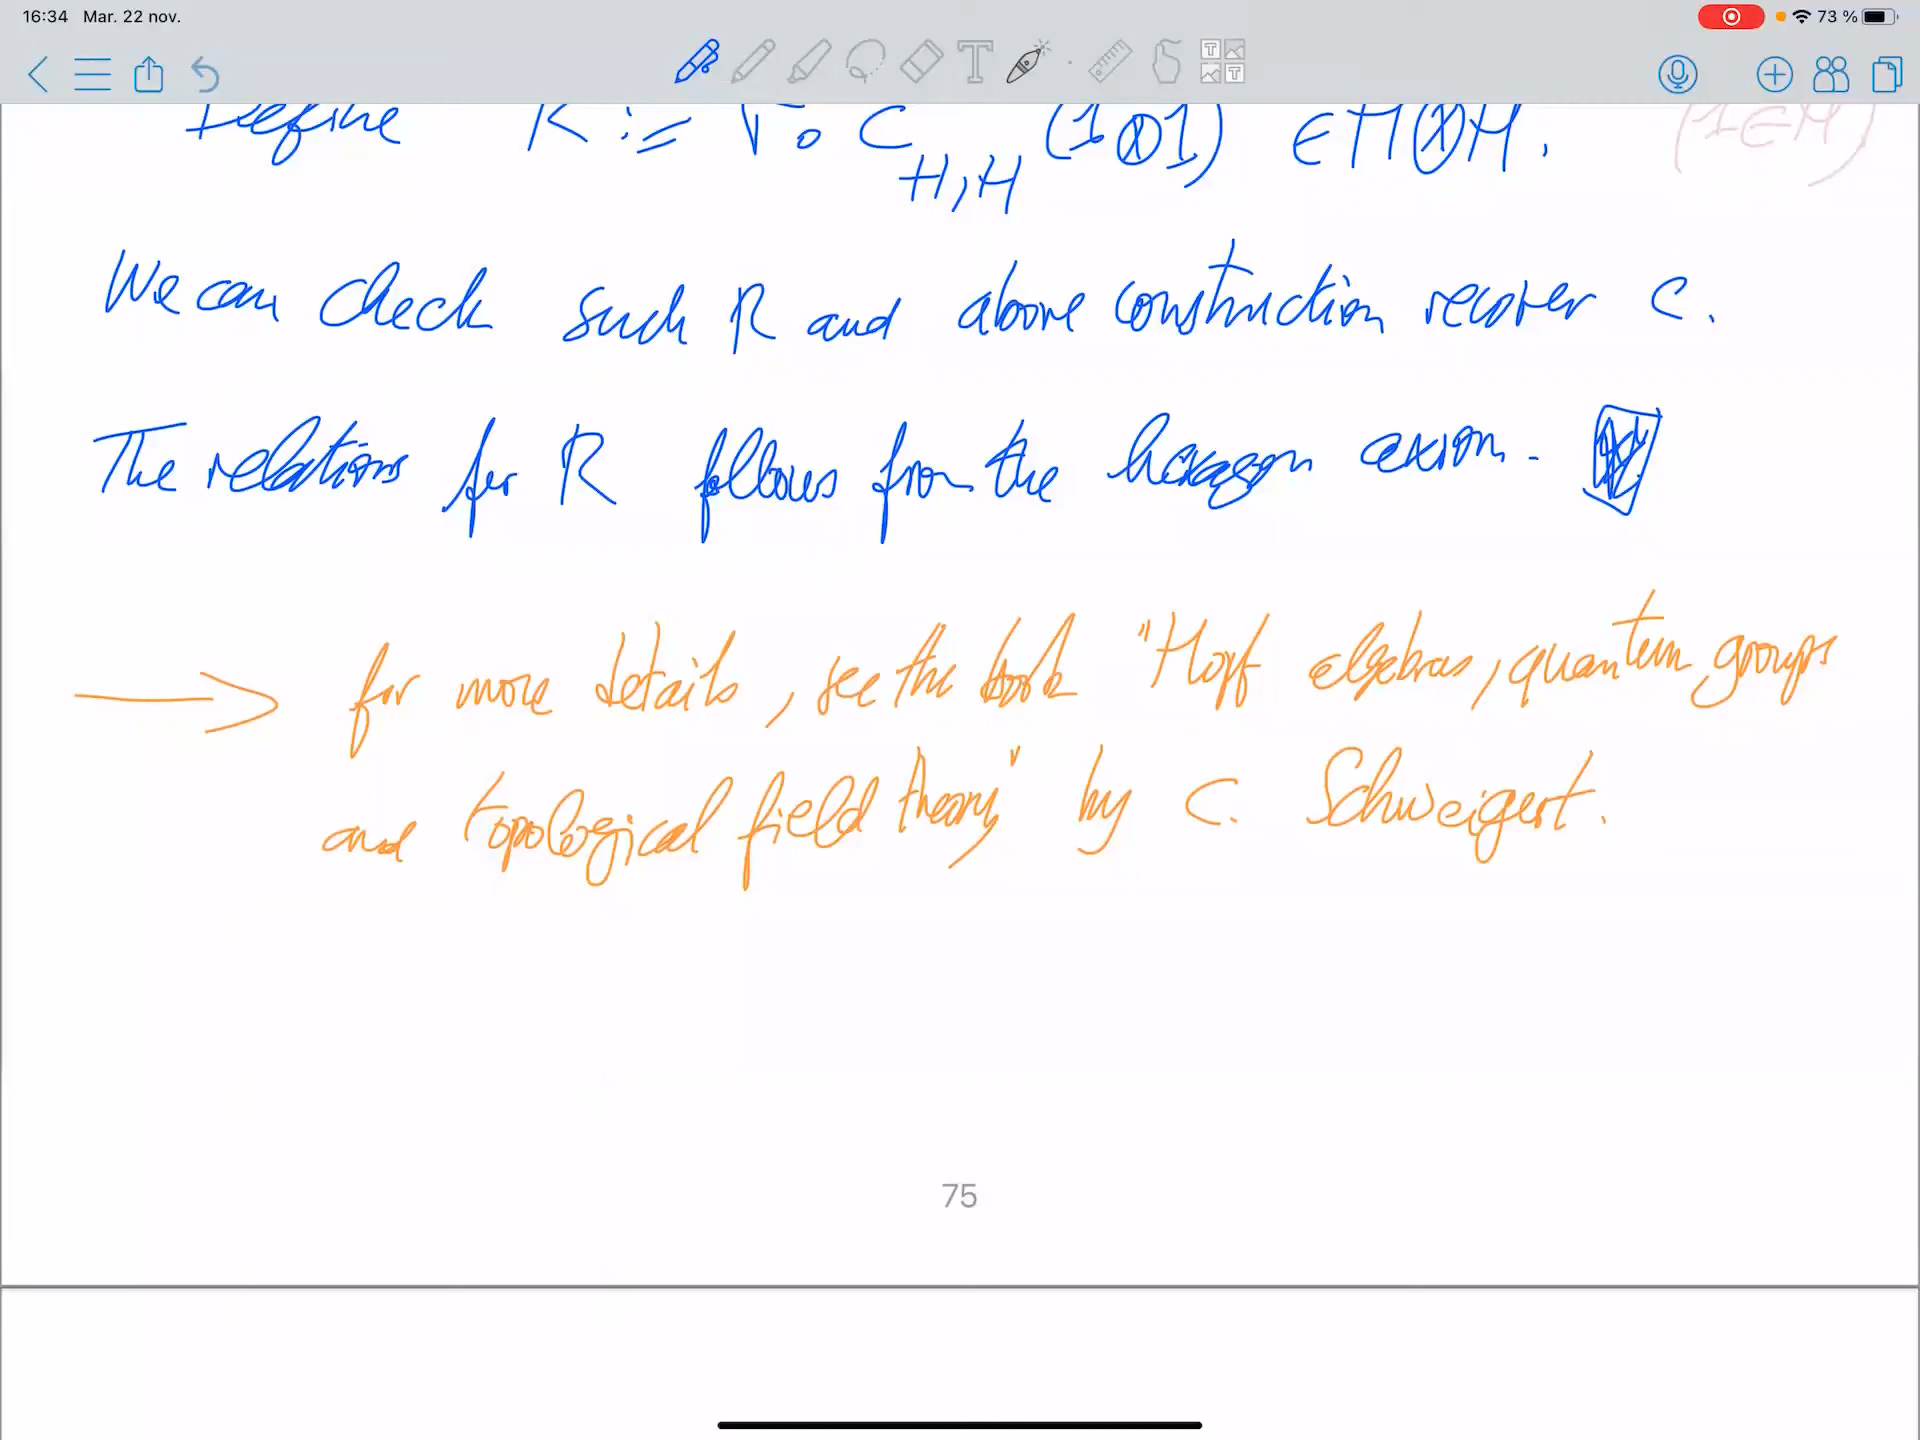 16:34 Mar. 22 nov. 73 %
Define R := τ ∘ C_{H,H} (1⊗1) ∈ H⊗H. (1∈H)
We can check such R and above construction recover c.
The relations for R follows from the hexagon axiom.
→ for more details, see the book "Hopf algebras, quantum groups
and topological field theory" by C. Schweigert.
75